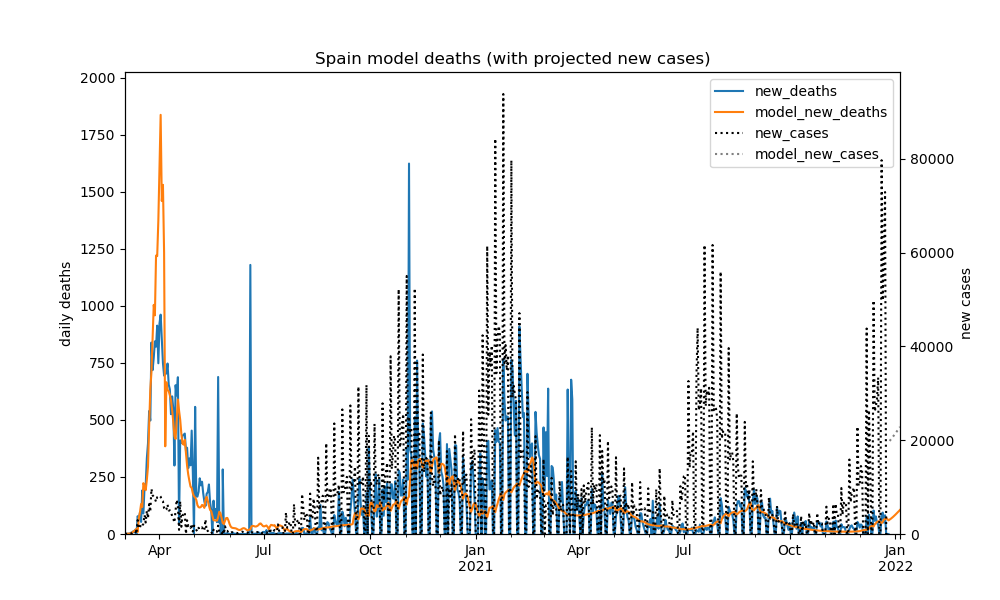 Spain model deaths (with projected new cases)
2000
1750
1500
1250
1000
750
500
250
0
daily deaths
new_deaths
model_new_deaths
new_cases
model_new_cases
80000
60000
40000
20000
0
new cases
Apr Jul Oct Jan Apr Jul Oct Jan
2021 2022